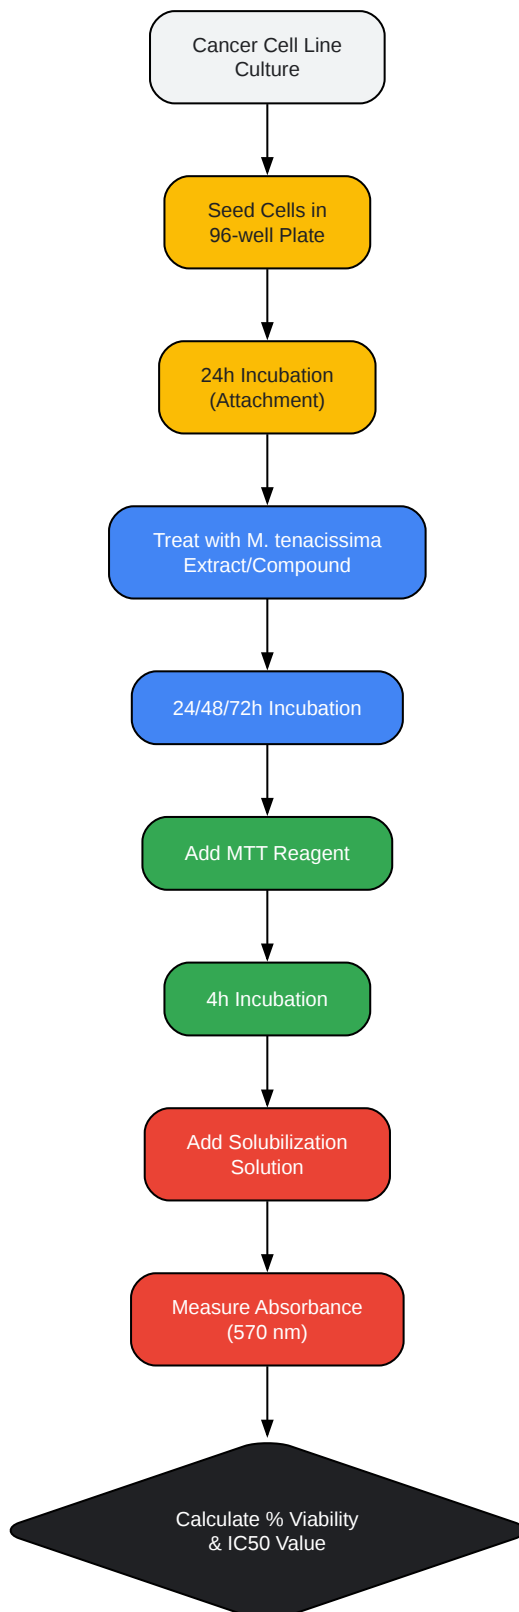 Cancer Cell Line
Culture
Seed Cells in
96-well Plate
24h Incubation
(Attachment)
Treat with M. tenacissima
Extract/Compound
24/48/72h Incubation
Add MTT Reagent
4h Incubation
Add Solubilization
Solution
Measure Absorbance
(570 nm)
Calculate % Viability
& IC50 Value